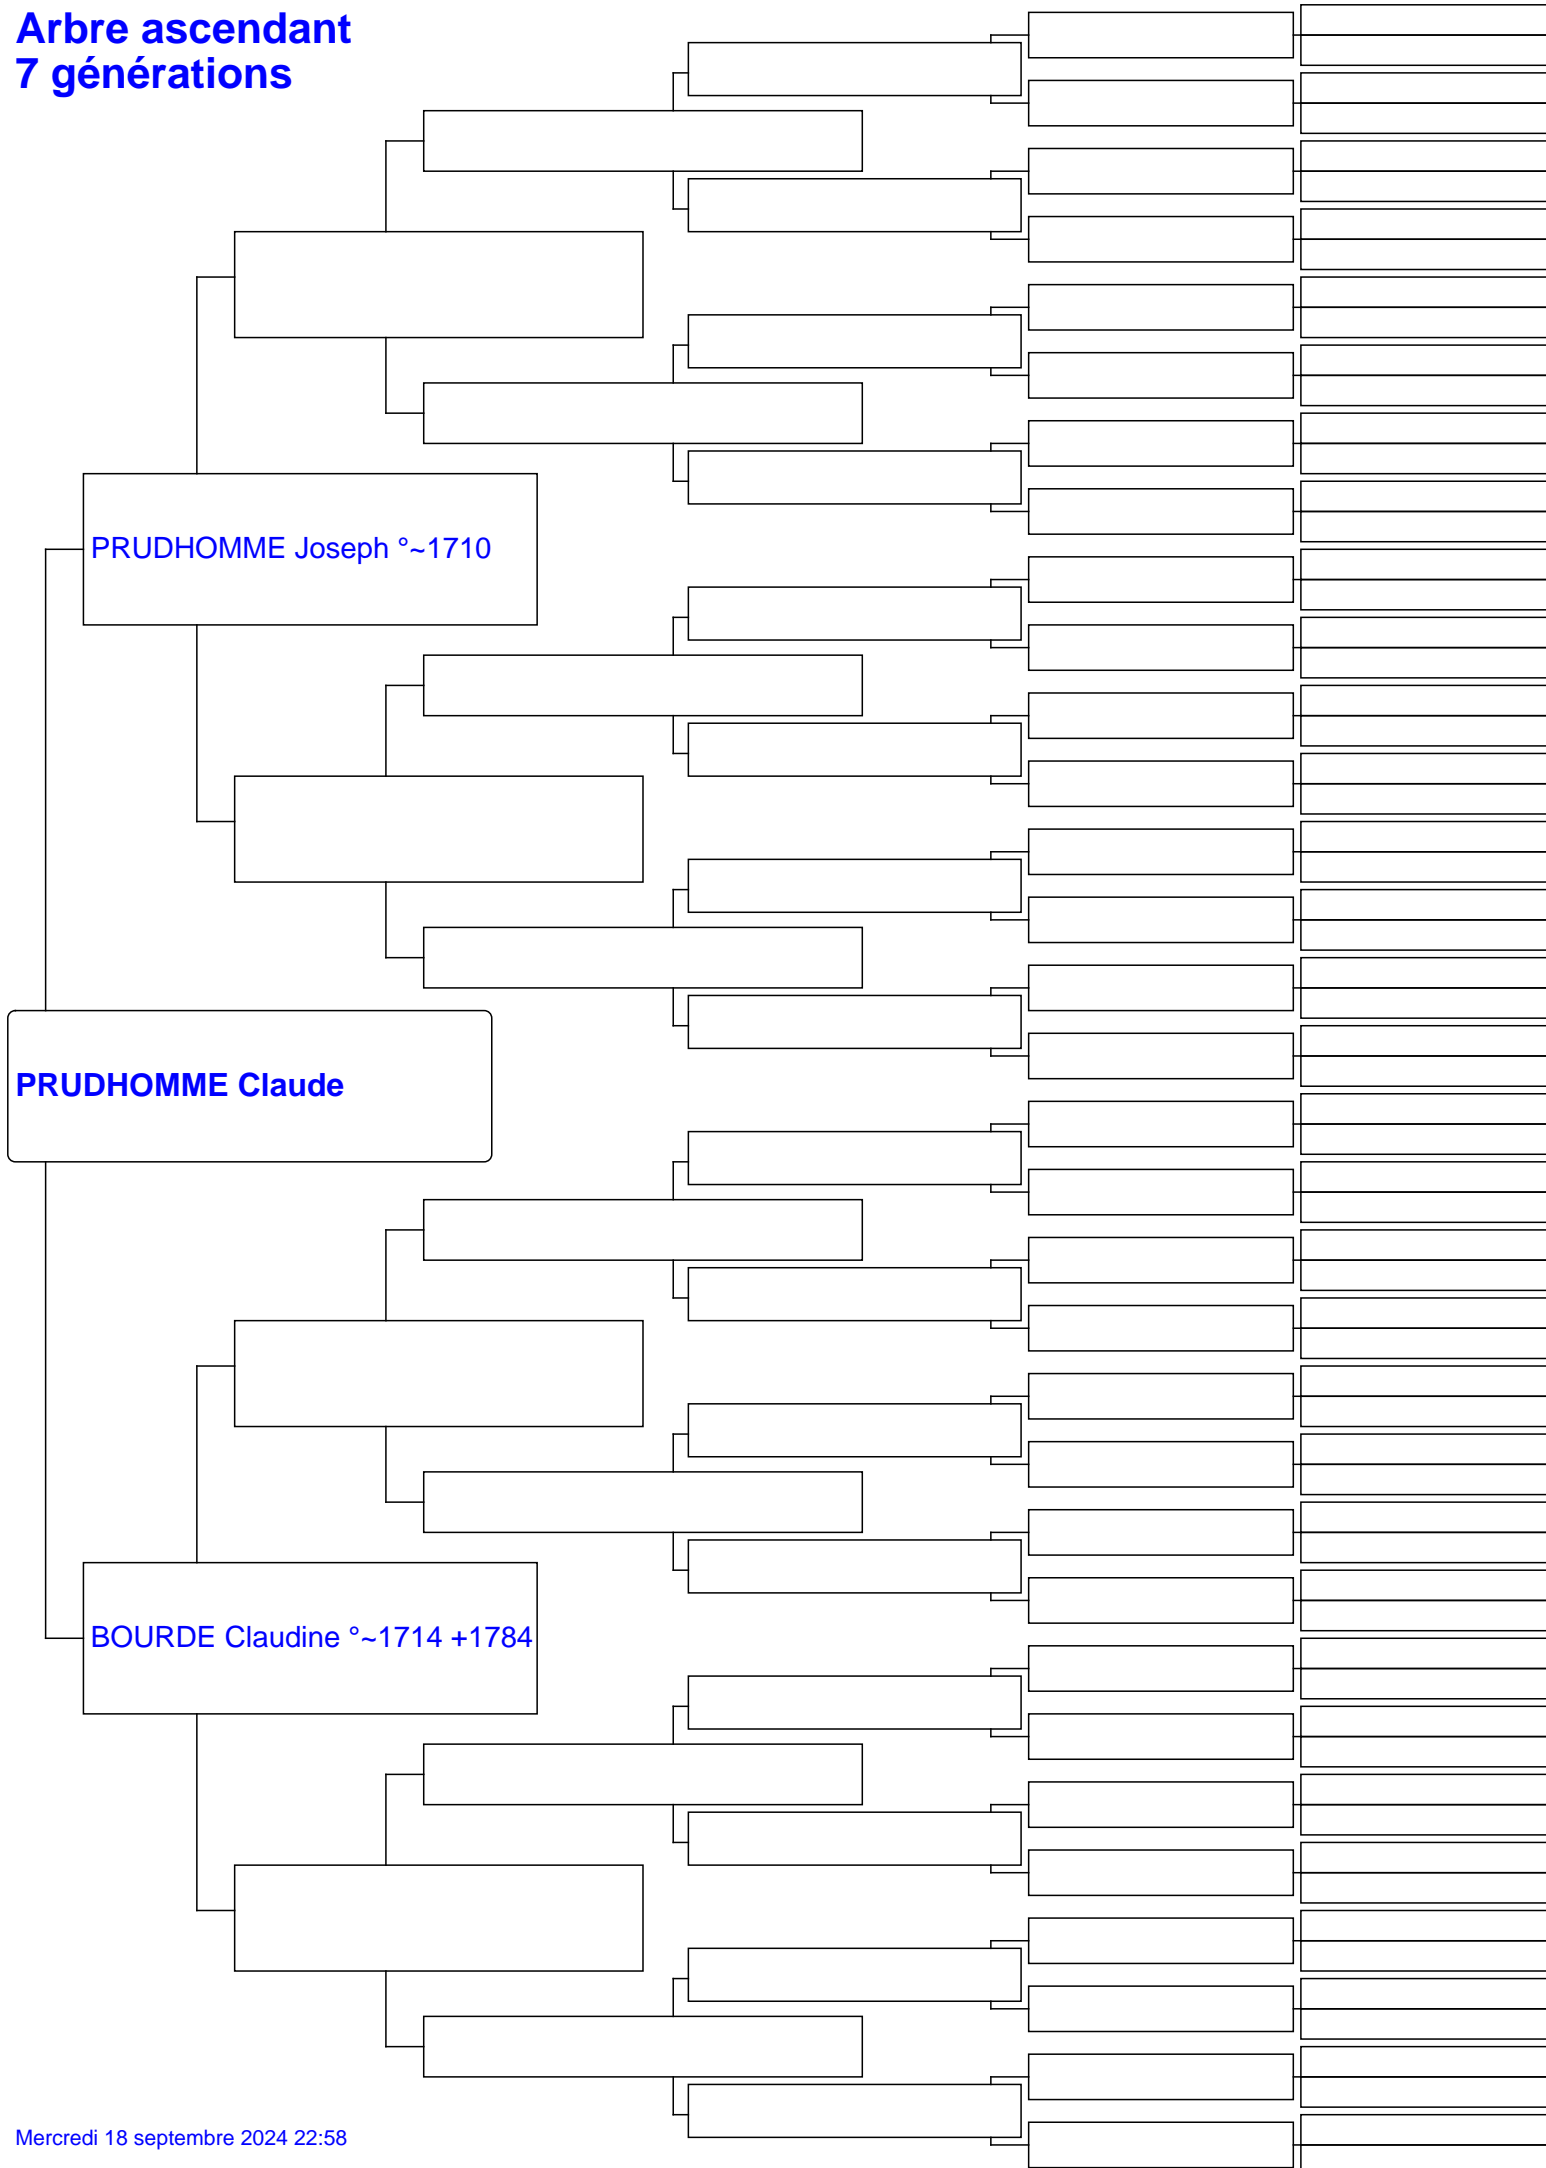 Arbre ascendant
7 générations
PRUDHOMME Joseph °~1710
PRUDHOMME Claude
BOURDE Claudine °~1714 +1784
Mercredi 18 septembre 2024 22:58